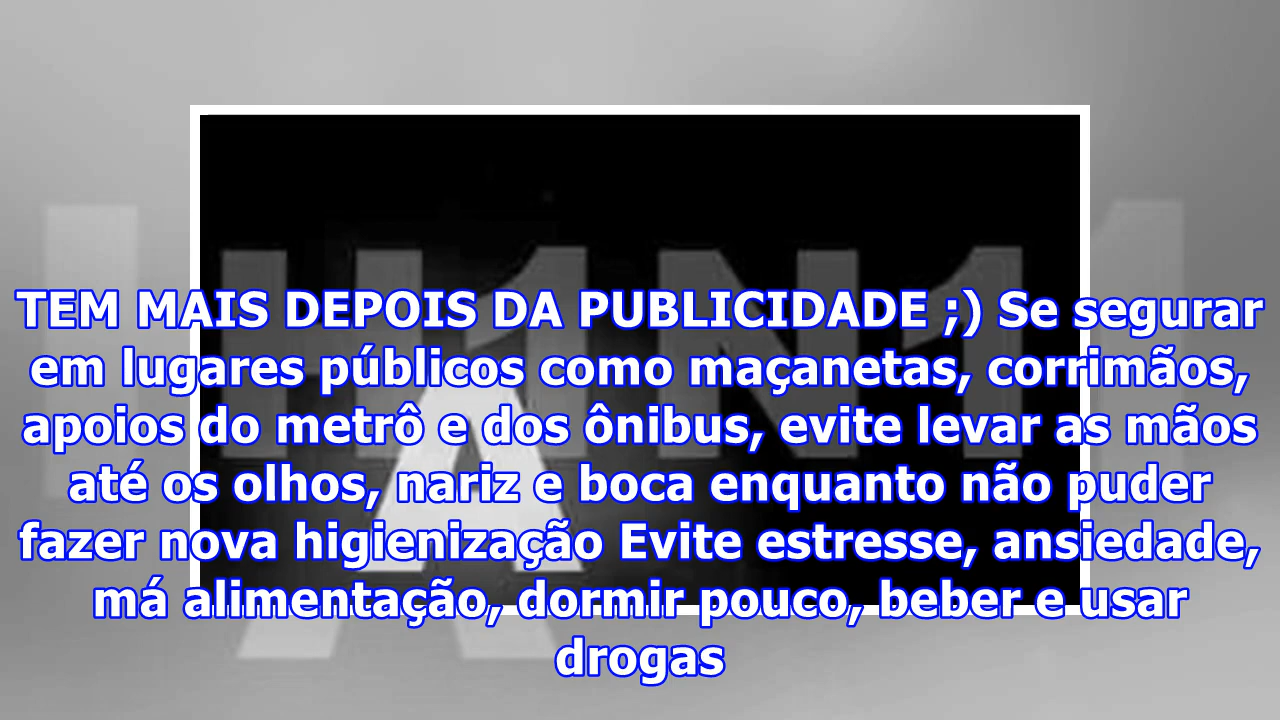 H1N1
A
TEM MAIS DEPOIS DA PUBLICIDADE ;) Se segurar
em lugares públicos como maçanetas, corrimãos,
apoios do metrô e dos ônibus, evite levar as mãos
até os olhos, nariz e boca enquanto não puder
fazer nova higienização Evite estresse, ansiedade,
má alimentação, dormir pouco, beber e usar
drogas